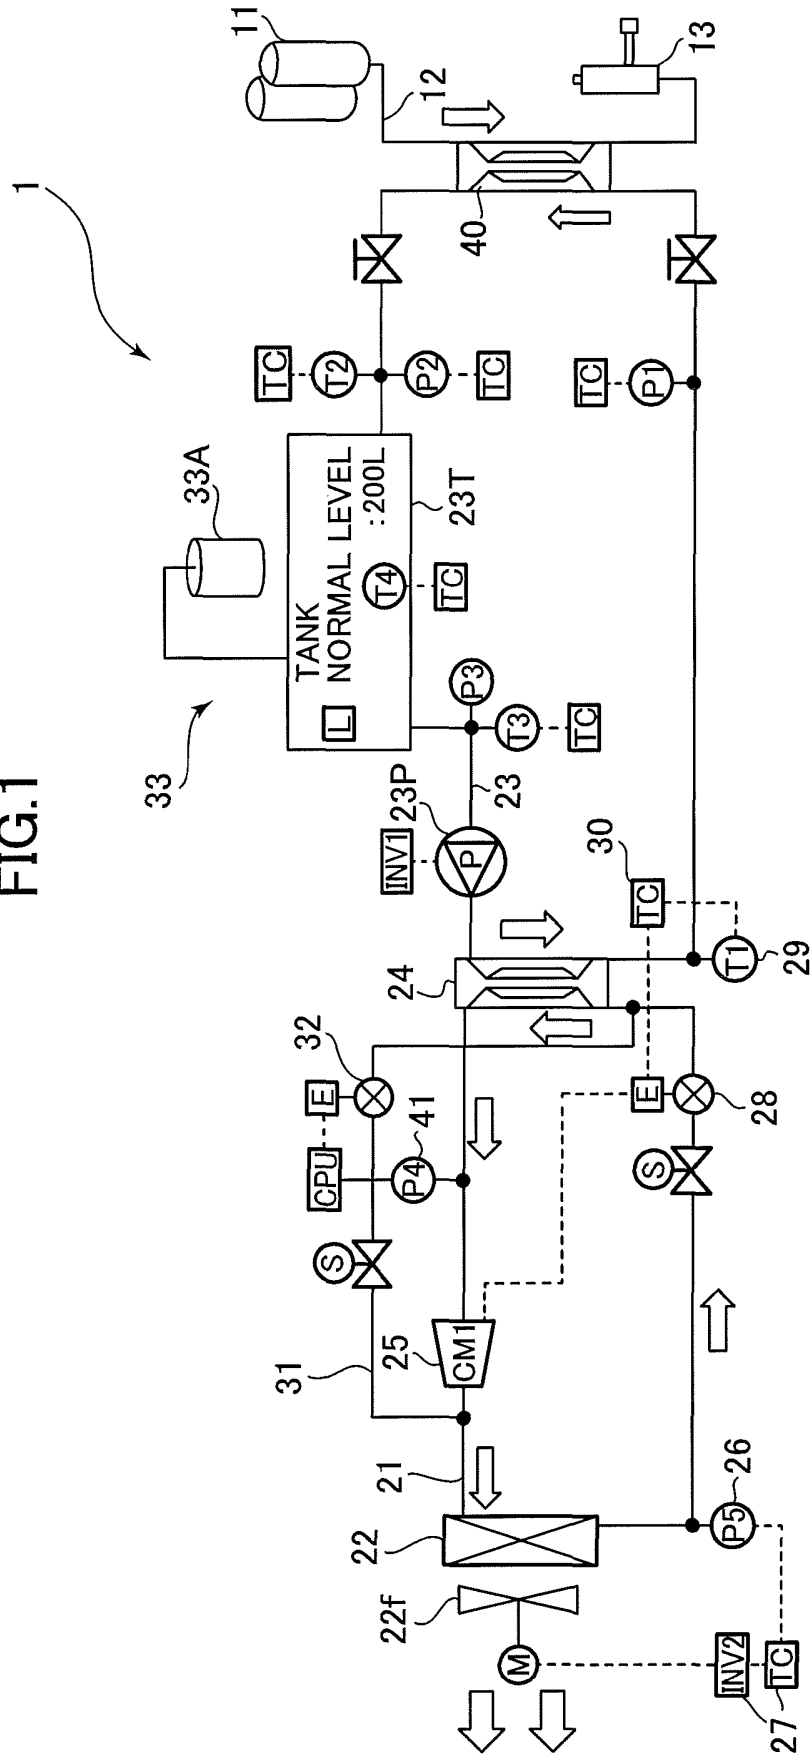 FIG.1
1
11
12
13
40
33
33A
TC
T2
P2
TC
TC
P1
TANK
NORMAL LEVEL
:200L
L
T4
TC
23T
P3
T3
TC
23
23P
INV1
P
30
TC
T1
29
24
32
E
CPU
P4
41
S
E
28
S
31
25
CM1
21
22
22f
M
P5
26
INV2
TC
27